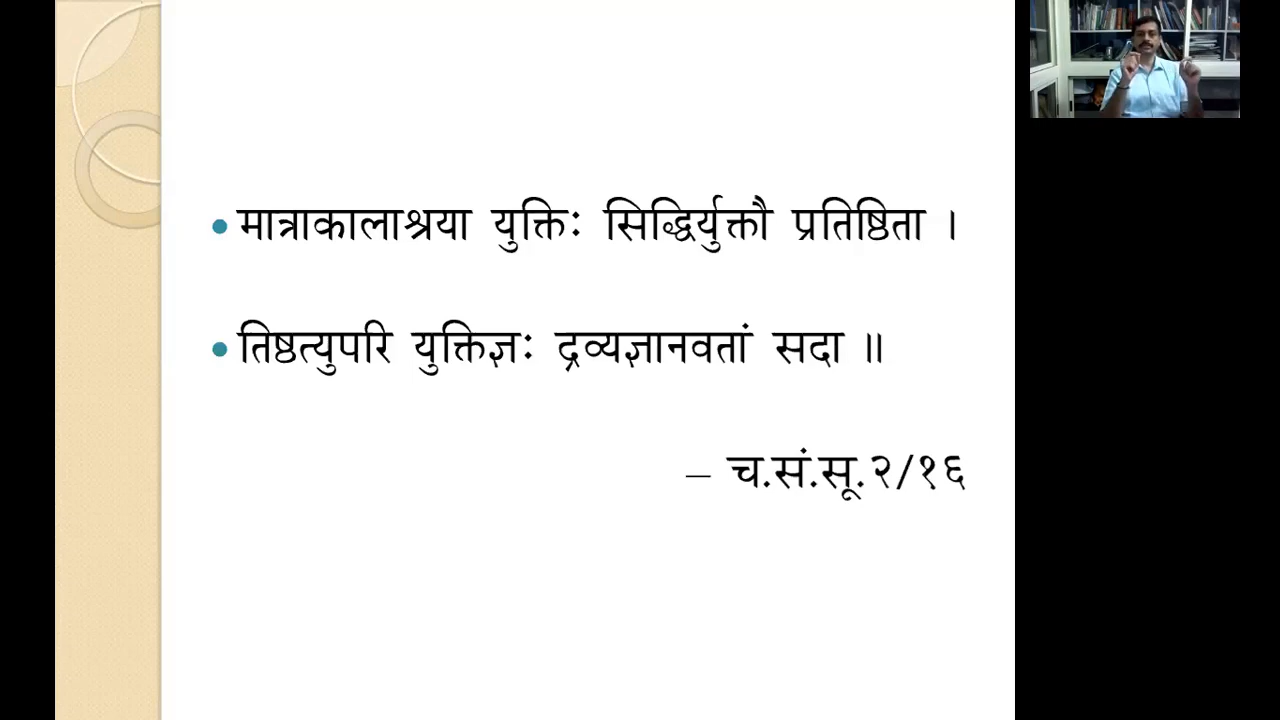 मात्राकालाश्रया युक्तिः सिद्धिर्युक्तौ प्रतिष्ठिता ।
तिष्ठत्युपरि युक्तिज्ञः द्रव्यज्ञानवतां सदा ॥
– च.सं.सू.२/१६